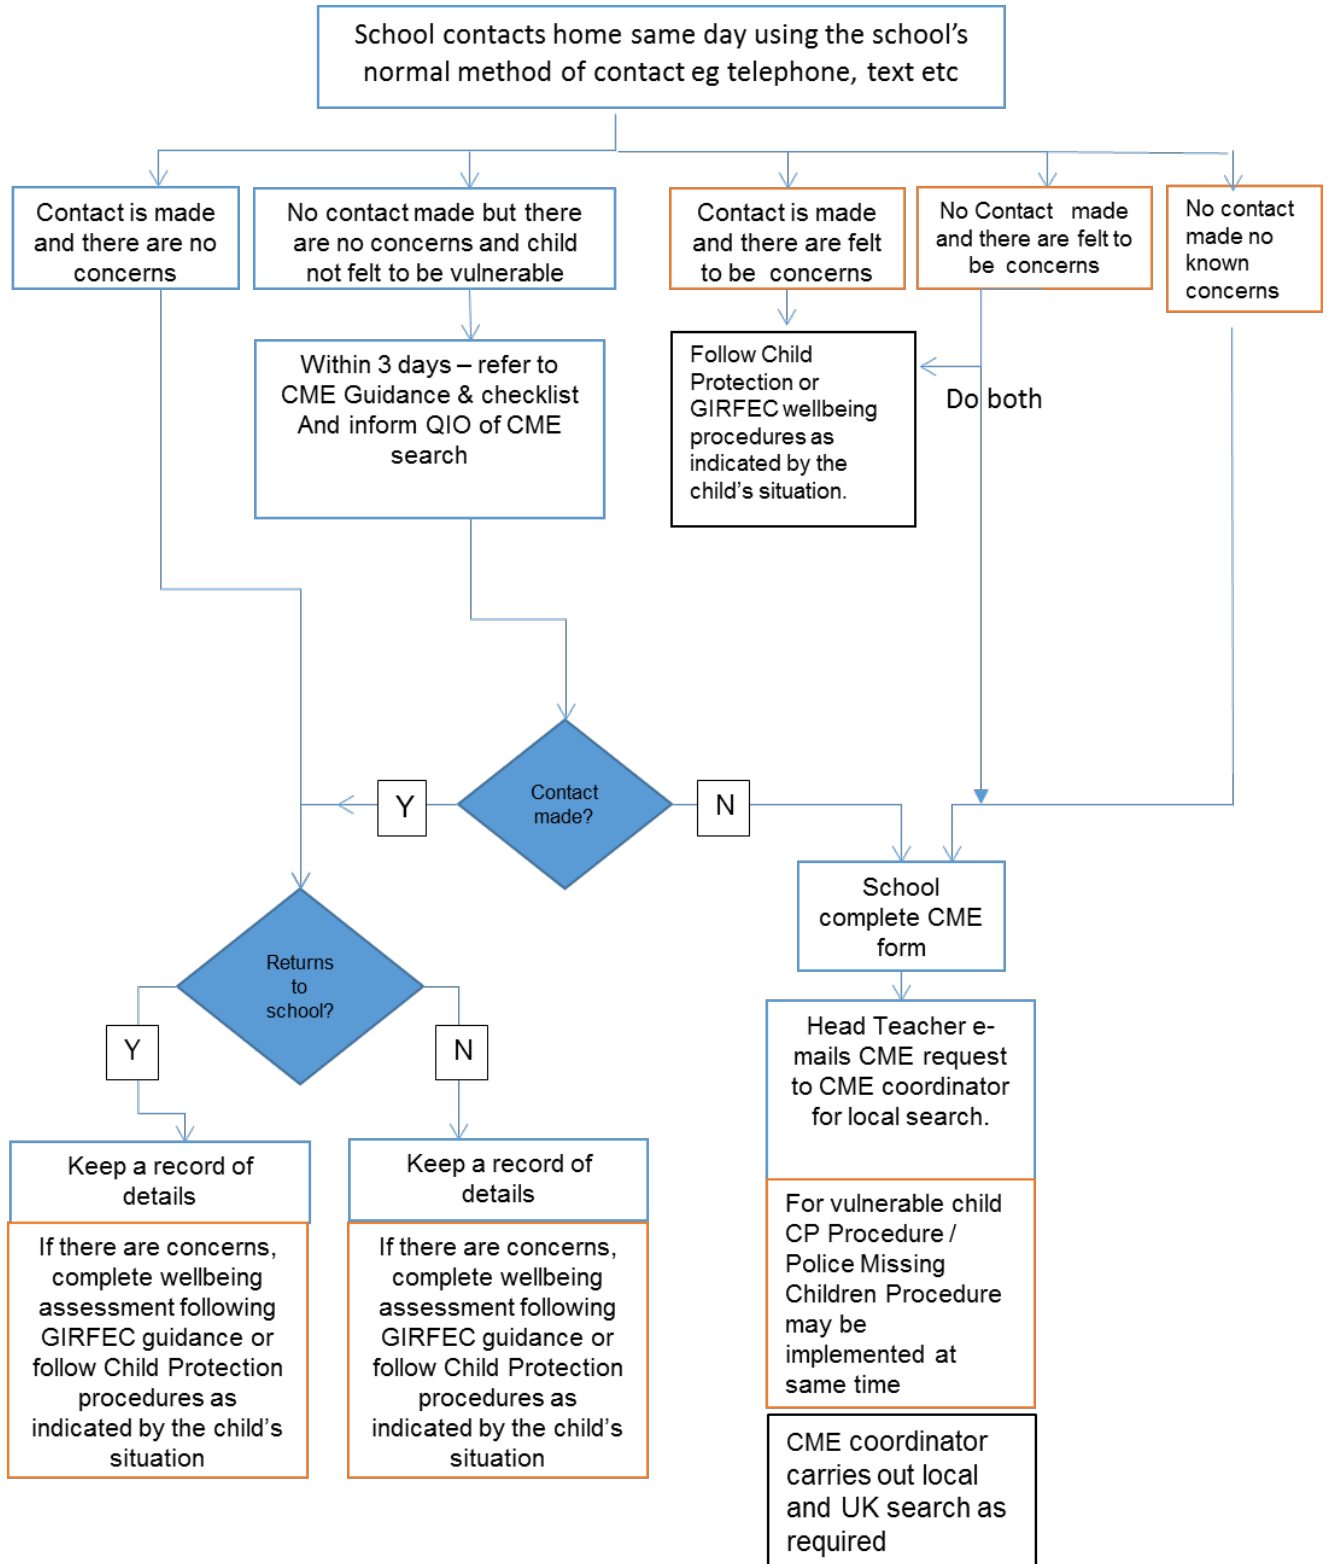 School contacts home same day using the school’s
normal method of contact eg telephone, text etc
Contact is made
and there are no
concerns
No contact made but there
are no concerns and child
not felt to be vulnerable
Contact is made
and there are felt
to be concerns
No Contact made
and there are felt to
be concerns
No contact
made no
known
concerns
Within 3 days – refer to
CME Guidance & checklist
And inform QIO of CME
search
Follow Child
Protection or
GIRFEC wellbeing
procedures as
indicated by the
child’s situation.
Do both
Contact
made?
Y
N
School
complete CME
form
Returns
to
school?
Y
N
Head Teacher e-
mails CME request
to CME coordinator
for local search.
Keep a record of
details
Keep a record of
details
If there are concerns,
complete wellbeing
assessment following
GIRFEC guidance or
follow Child Protection
procedures as
indicated by the child’s
situation
If there are concerns,
complete wellbeing
assessment following
GIRFEC guidance or
follow Child Protection
procedures as
indicated by the child’s
situation
For vulnerable child
CP Procedure /
Police Missing
Children Procedure
may be
implemented at
same time
CME coordinator
carries out local
and UK search as
required